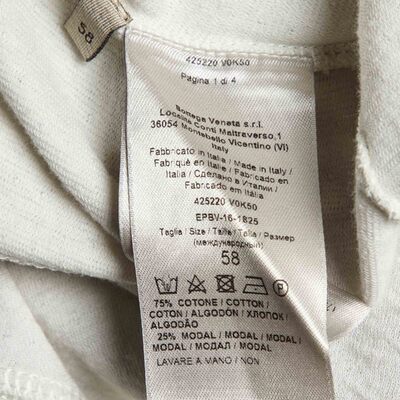 58
425220 V0K50
Pagina 1 di 4
Bottega Veneta s.r.l.
Località Conti Maltraverso,1
36054 Montebello Vicentino (VI)
Italy
Fabbricato in Italia / Made in Italy /
Fabriqué en Italie / Fabricado en
Italia / Сделано в Италии /
Fabricado em Itália
425220 V0K50
EPBV-16-1825
Taglia / Size / Taille / Talla / Размер
(международный)
58
75% COTONE / COTTON /
COTON / ALGODÓN / ХЛОПОК /
ALGODÃO
25% MODAL / MODAL / MODAL /
MODAL / МОДАЛ / MODAL
LAVARE A MANO / NON